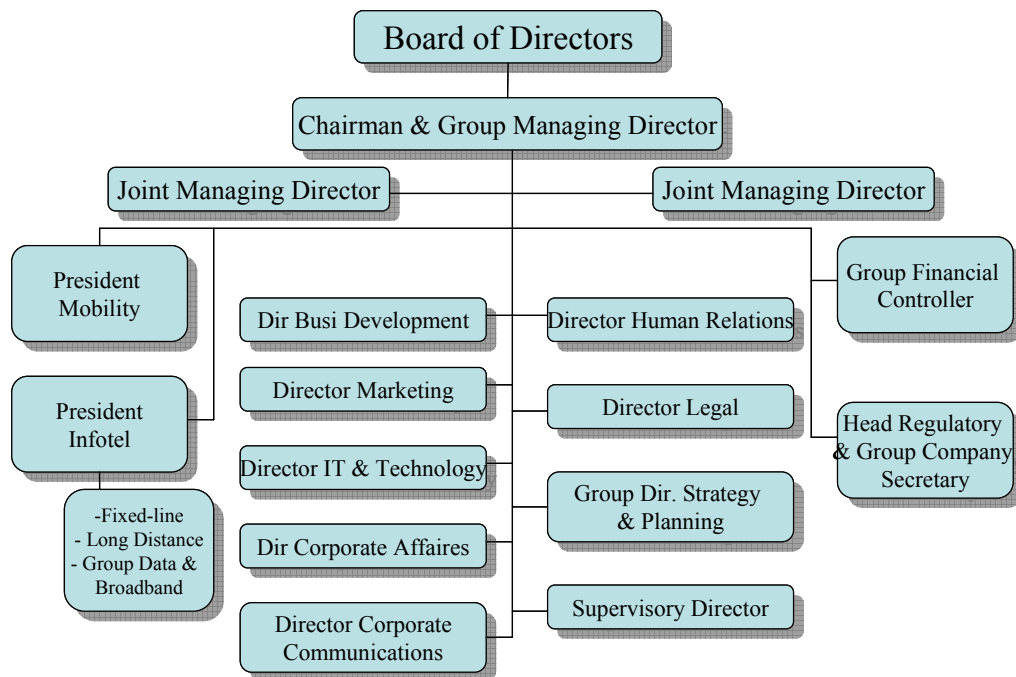 Board of Directors
Chairman & Group Managing Director
Joint Managing Director
Joint Managing Director
President
Mobility
Group Financial
Controller
Dir Busi Development
Director Human Relations
Director Marketing
President
Infotel
Director Legal
Head Regulatory
& Group Company
Secretary
Director IT & Technology
Group Dir. Strategy
& Planning
-Fixed-line
- Long Distance
- Group Data &
Broadband
Dir Corporate Affaires
Supervisory Director
Director Corporate
Communications